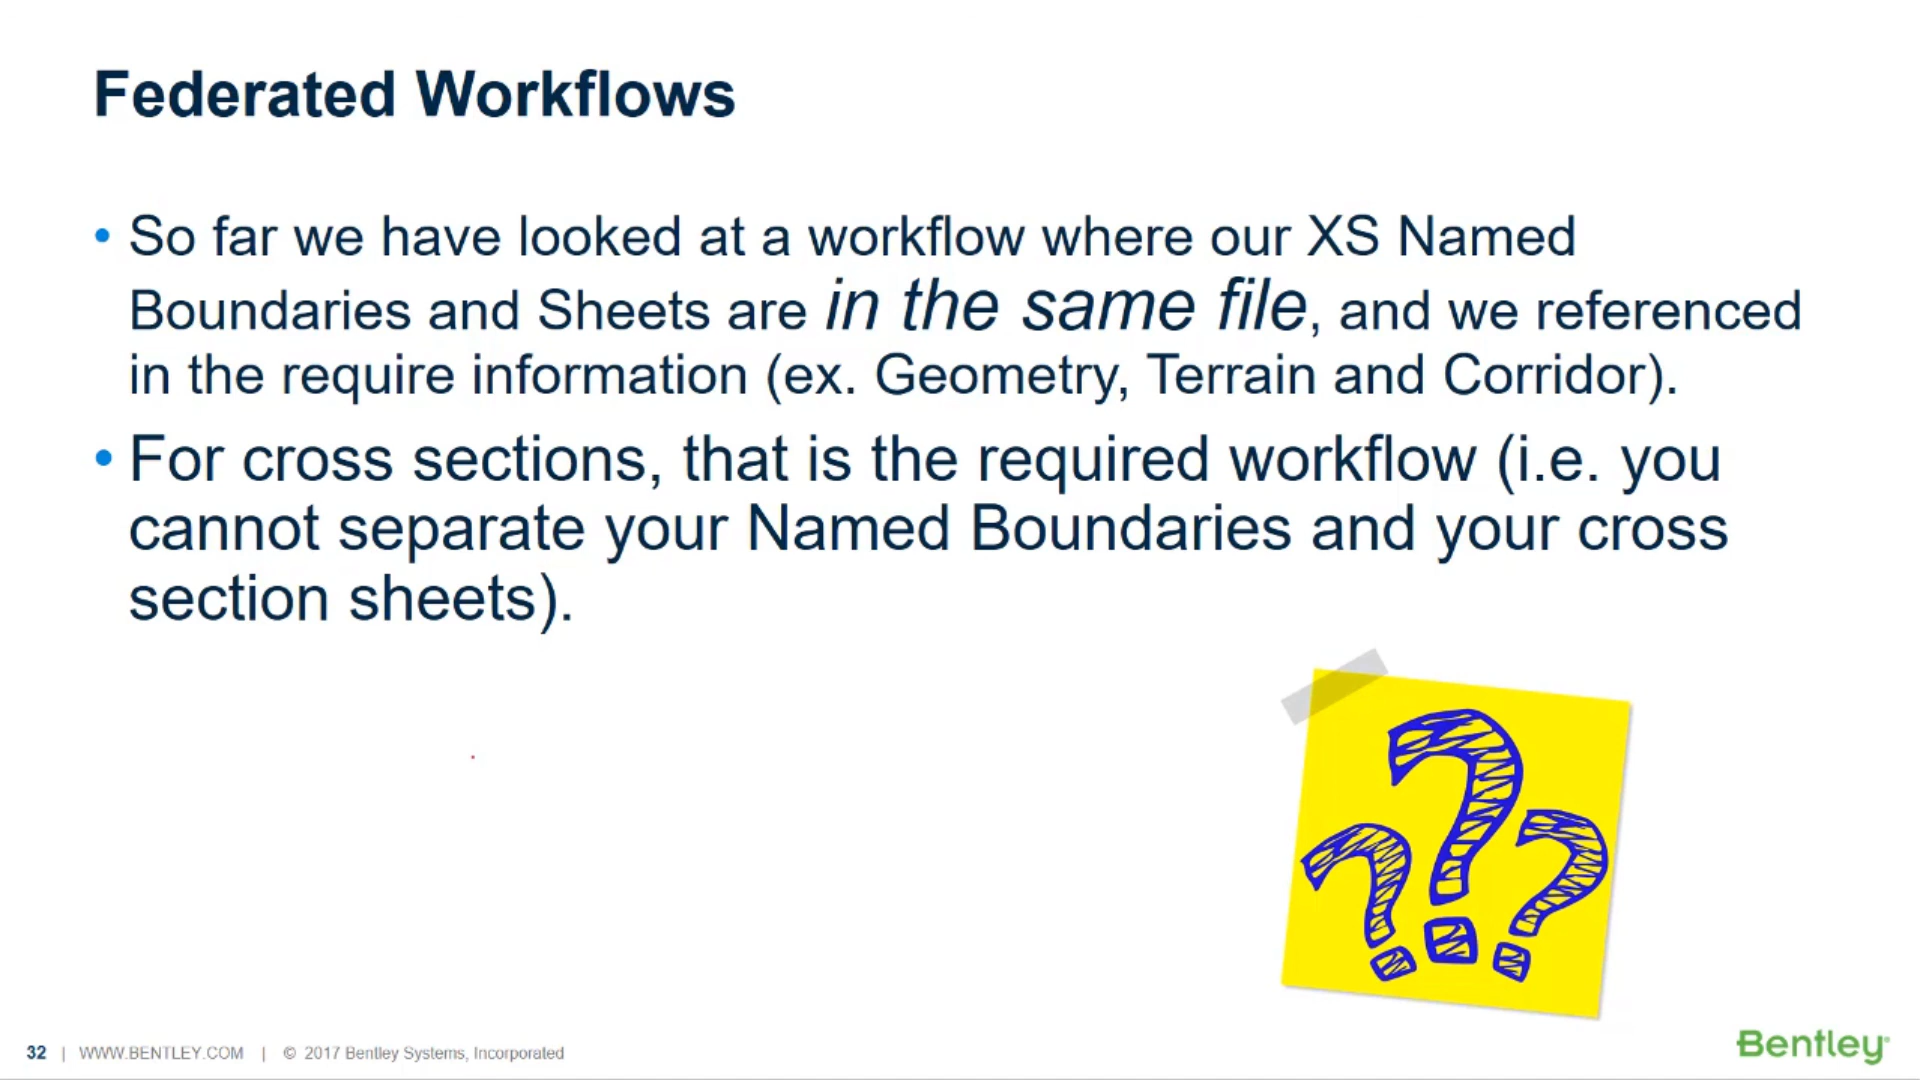 Federated Workflows
• So far we have looked at a workflow where our XS Named
Boundaries and Sheets are in the same file, and we referenced
in the require information (ex. Geometry, Terrain and Corridor).
• For cross sections, that is the required workflow (i.e. you
cannot separate your Named Boundaries and your cross
section sheets).
???
32 | WWW.BENTLEY.COM | © 2017 Bentley Systems, Incorporated
Bentley®